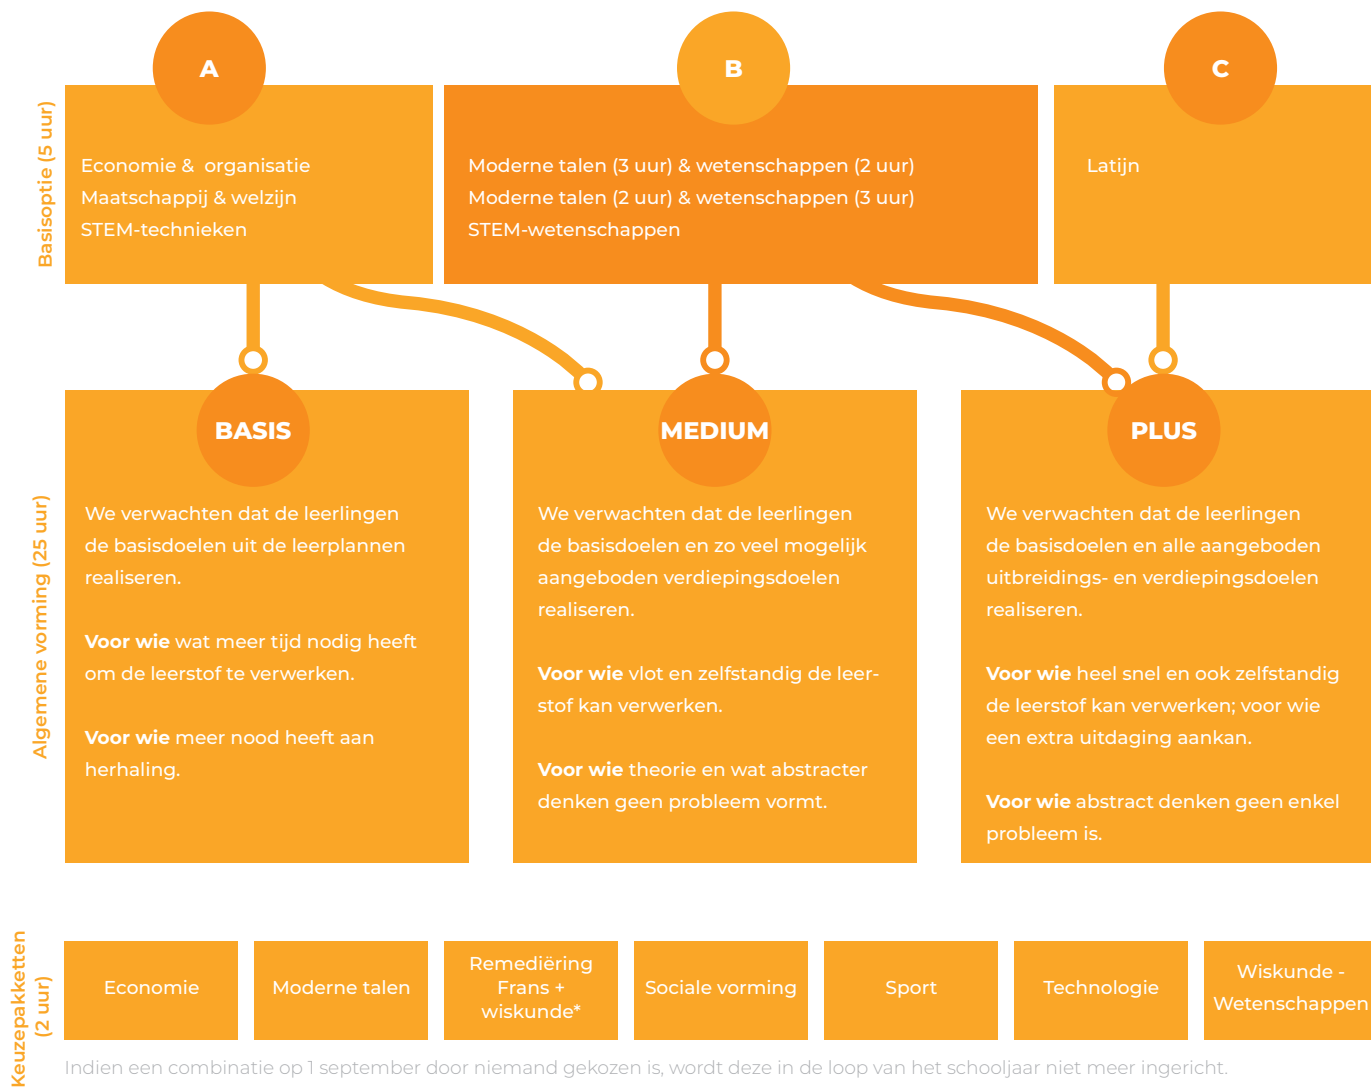 A
B
C
Basisoptie (5 uur)
Economie & organisatie
Maatschappij & welzijn
STEM-technieken
Moderne talen (3 uur) & wetenschappen (2 uur)
Moderne talen (2 uur) & wetenschappen (3 uur)
STEM-wetenschappen
Latijn
Algemene vorming (25 uur)
BASIS
We verwachten dat de leerlingen
de basisdoelen uit de leerplannen
realiseren.
Voor wie wat meer tijd nodig heeft
om de leerstof te verwerken.
Voor wie meer nood heeft aan
herhaling.
MEDIUM
We verwachten dat de leerlingen
de basisdoelen en zo veel mogelijk
aangeboden verdiepingsdoelen
realiseren.
Voor wie vlot en zelfstandig de leer-
stof kan verwerken.
Voor wie theorie en wat abstracter
denken geen probleem vormt.
PLUS
We verwachten dat de leerlingen
de basisdoelen en alle aangeboden
uitbreidings- en verdiepingsdoelen
realiseren.
Voor wie heel snel en ook zelfstandig
de leerstof kan verwerken; voor wie
een extra uitdaging aankan.
Voor wie abstract denken geen enkel
probleem is.
Keuzepakketten
(2 uur)
Economie
Moderne talen
Remediëring
Frans +
wiskunde*
Sociale vorming
Sport
Technologie
Wiskunde -
Wetenschappen
Indien een combinatie op 1 september door niemand gekozen is, wordt deze in de loop van het schooljaar niet meer ingericht.